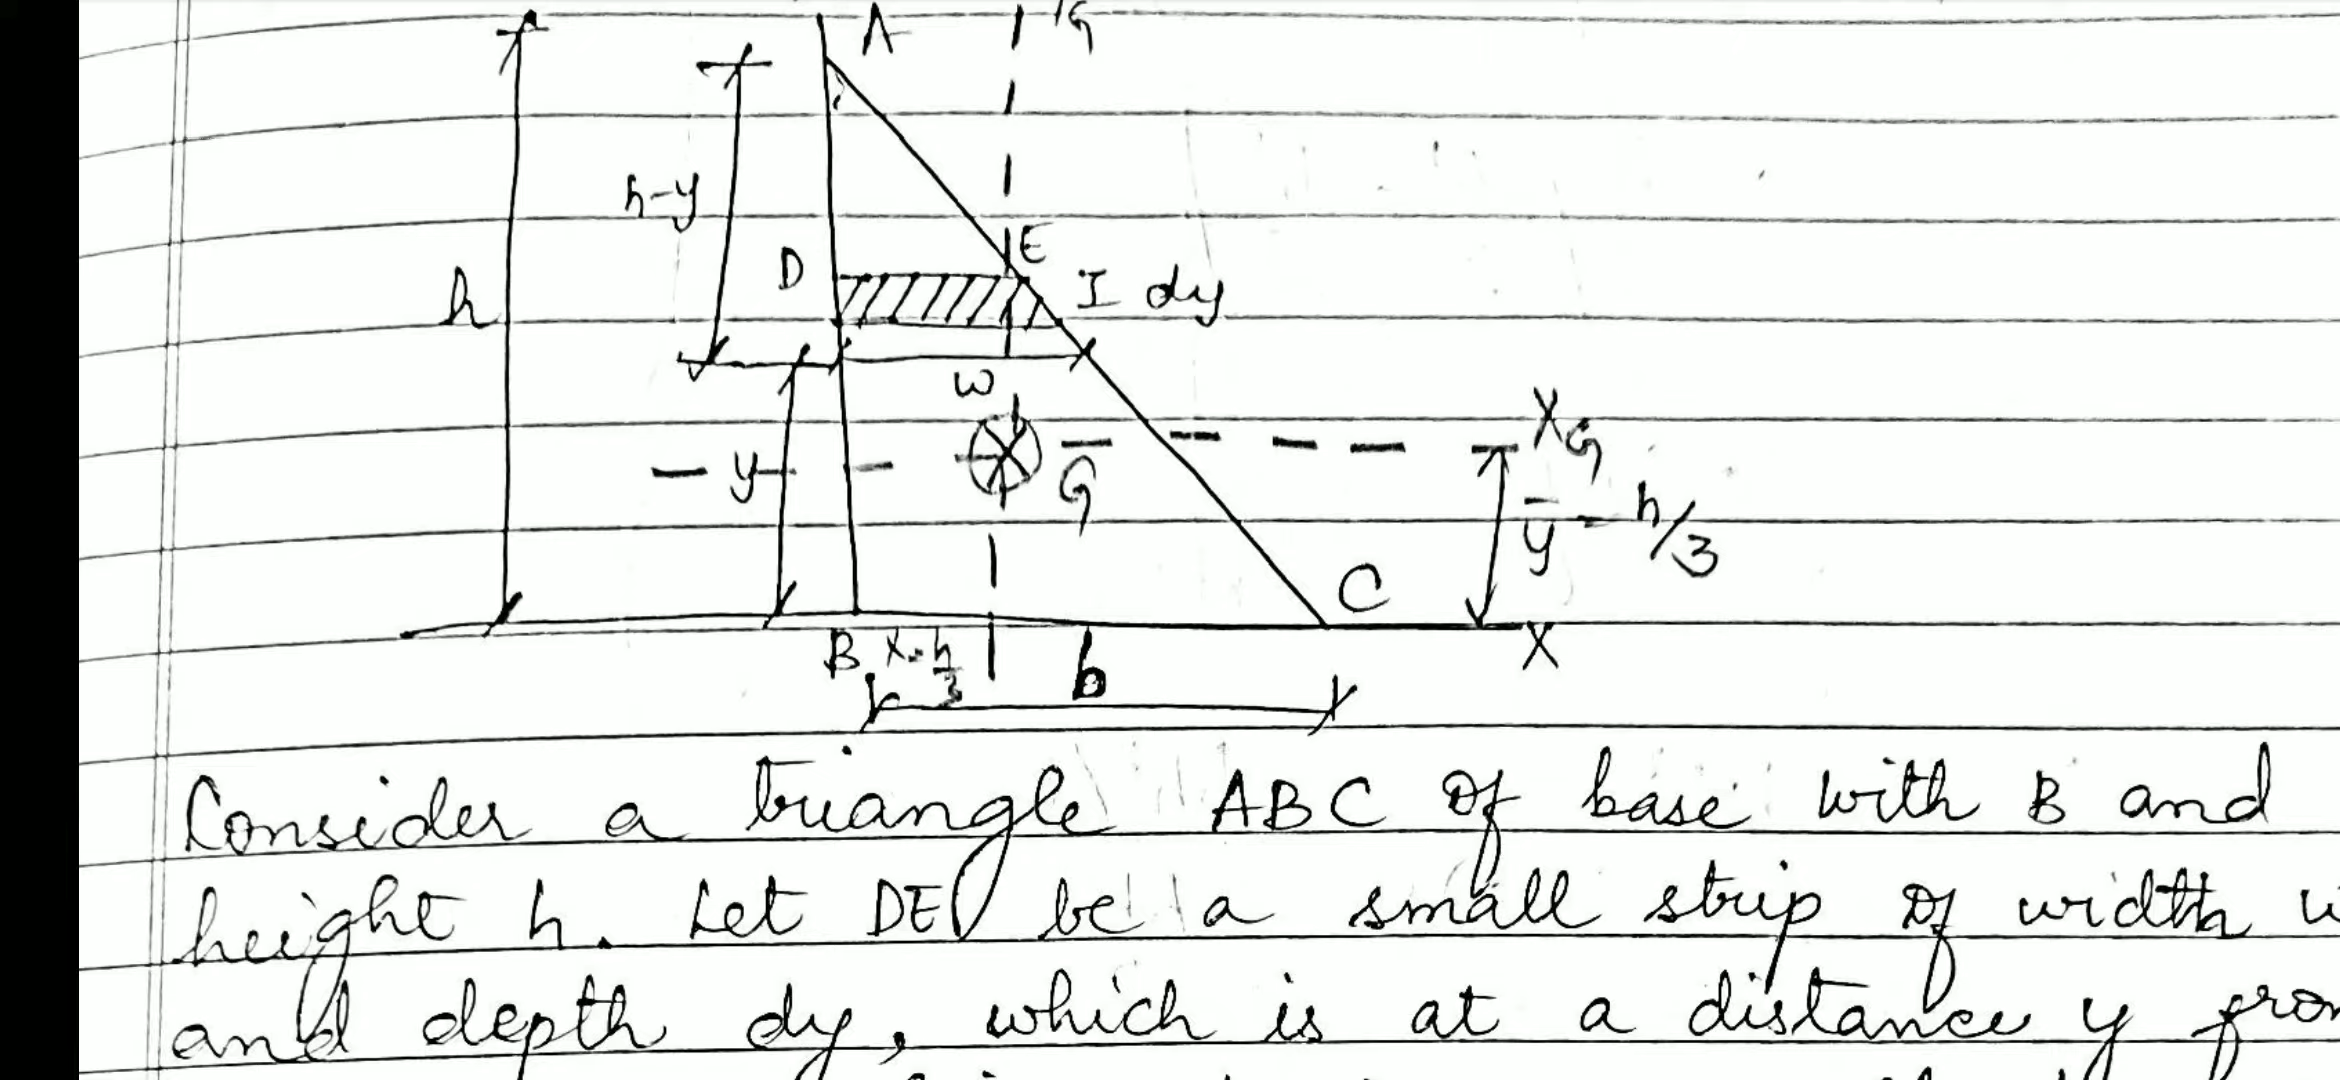 A
G
h-y
D
E
h
I dy
w
XG
y
G
ȳ = h/3
C
B x = h/3
b
X
Consider a triangle ABC of base with B and
height h. Let DE be a small strip of width
and depth dy, which is at a distance y